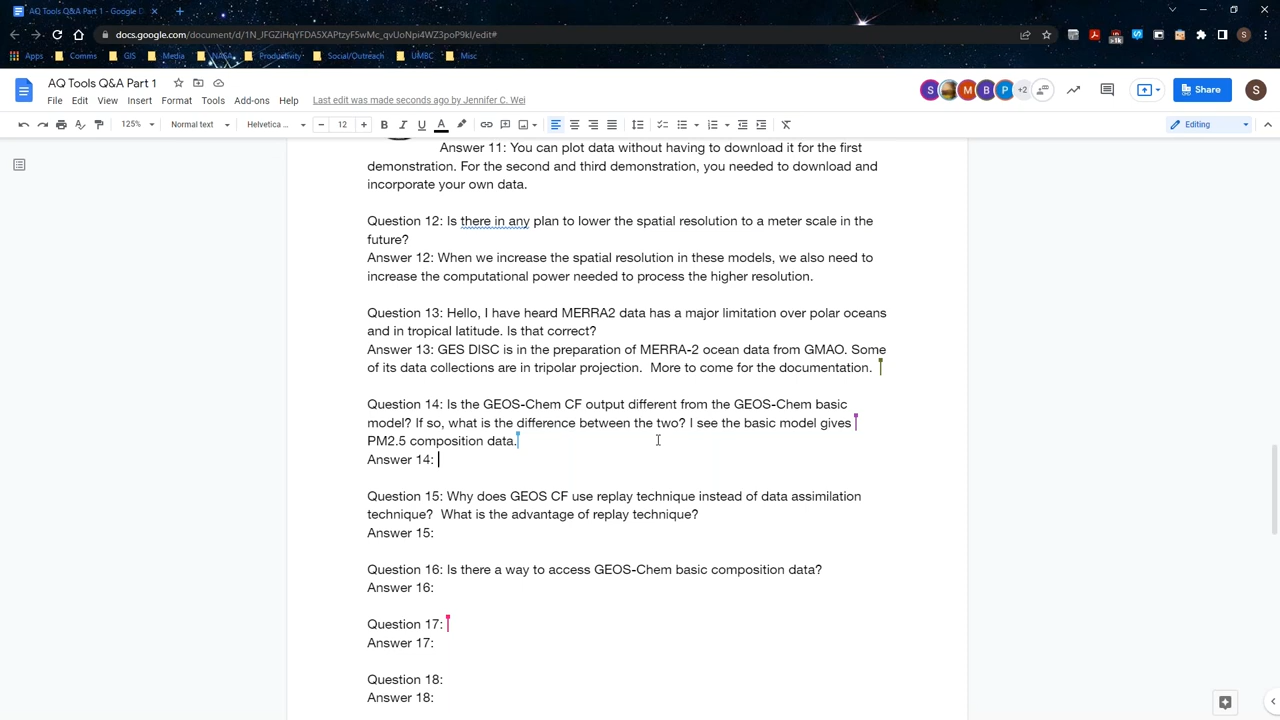 AQ Tools Q&A Part 1 - Google D
docs.google.com/document/d/1N_JFGZiHqYFDA5XAPtzyF5wMc_qvUoNpi4WZ3poP9kI/edit#
Apps Comms GIS Media NASA Productivity Social/Outreach UMBC Misc
AQ Tools Q&A Part 1
File Edit View Insert Format Tools Add-ons Help Last edit was made seconds ago by Jennifer C. Wei
S M B P +2 Share S
125% Normal text Helvetica ... 12 B I U A Editing
Answer 11: You can plot data without having to download it for the first
demonstration. For the second and third demonstration, you needed to download and
incorporate your own data.
Question 12: Is there in any plan to lower the spatial resolution to a meter scale in the
future?
Answer 12: When we increase the spatial resolution in these models, we also need to
increase the computational power needed to process the higher resolution.
Question 13: Hello, I have heard MERRA2 data has a major limitation over polar oceans
and in tropical latitude. Is that correct?
Answer 13: GES DISC is in the preparation of MERRA-2 ocean data from GMAO. Some
of its data collections are in tripolar projection.  More to come for the documentation.
Question 14: Is the GEOS-Chem CF output different from the GEOS-Chem basic
model? If so, what is the difference between the two? I see the basic model gives
PM2.5 composition data.
Answer 14:
Question 15: Why does GEOS CF use replay technique instead of data assimilation
technique?  What is the advantage of replay technique?
Answer 15:
Question 16: Is there a way to access GEOS-Chem basic composition data?
Answer 16:
Question 17:
Answer 17:
Question 18:
Answer 18: